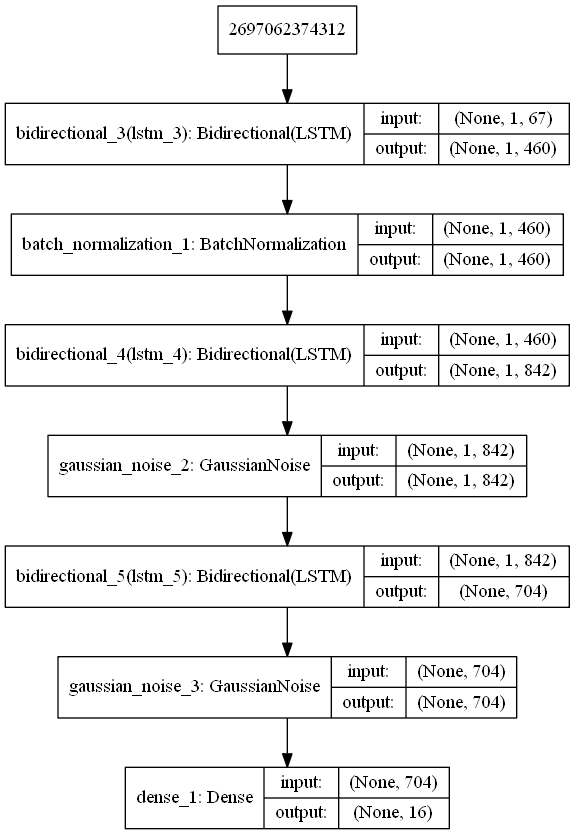 2697062374312
bidirectional_3(lstm_3): Bidirectional(LSTM) input: (None, 1, 67)
output: (None, 1, 460)
batch_normalization_1: BatchNormalization input: (None, 1, 460)
output: (None, 1, 460)
bidirectional_4(lstm_4): Bidirectional(LSTM) input: (None, 1, 460)
output: (None, 1, 842)
gaussian_noise_2: GaussianNoise input: (None, 1, 842)
output: (None, 1, 842)
bidirectional_5(lstm_5): Bidirectional(LSTM) input: (None, 1, 842)
output: (None, 704)
gaussian_noise_3: GaussianNoise input: (None, 704)
output: (None, 704)
dense_1: Dense input: (None, 704)
output: (None, 16)